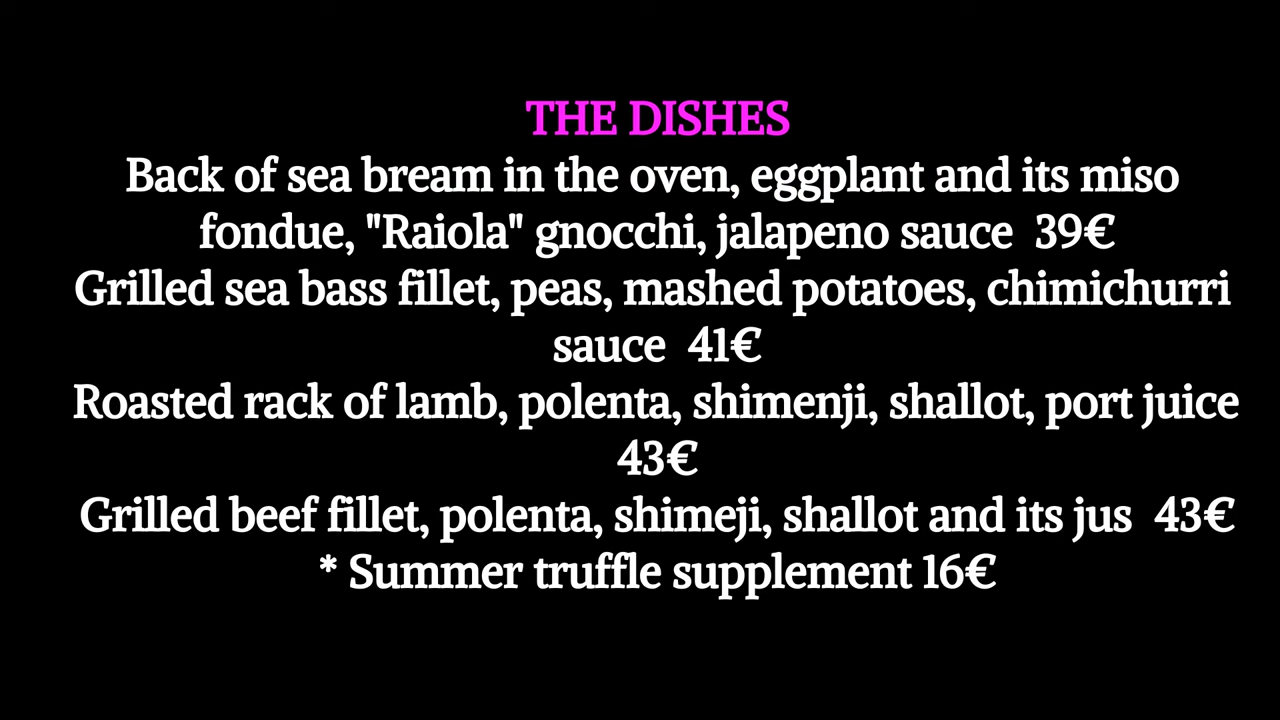 THE DISHES
Back of sea bream in the oven, eggplant and its miso
fondue, "Raiola" gnocchi, jalapeno sauce  39€
Grilled sea bass fillet, peas, mashed potatoes, chimichurri
sauce  41€
Roasted rack of lamb, polenta, shimenji, shallot, port juice
43€
Grilled beef fillet, polenta, shimeji, shallot and its jus  43€
* Summer truffle supplement 16€